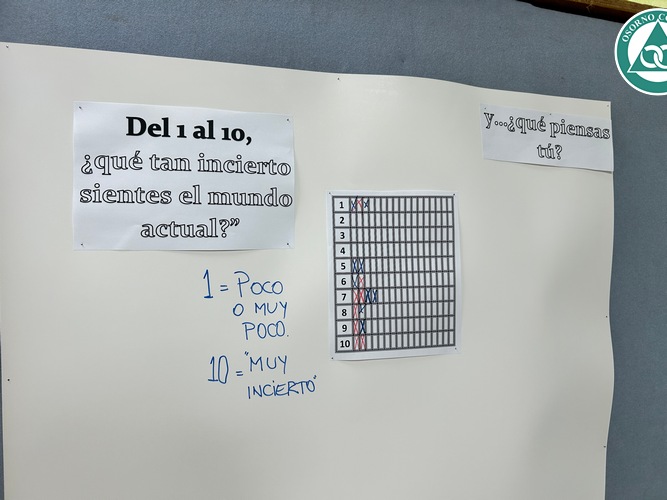 Del 1 al 10,
¿qué tan incierto
sientes el mundo
actual?”
y...¿qué piensas
tú?
1
2
3
4
5
6
7
8
9
10
1 = POCO
O MUY
POCO.
10 = "MUY
INCIERTO"
OSORNO